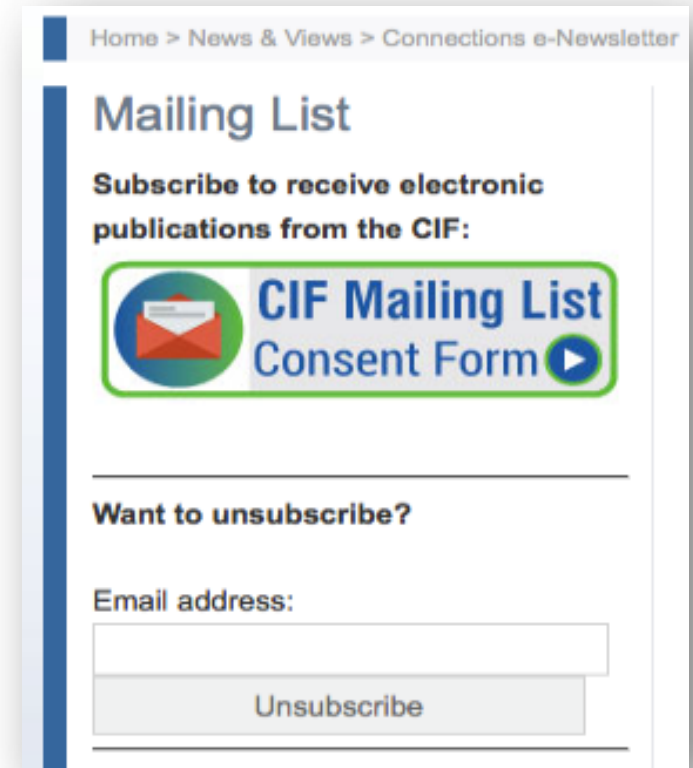 Home > News & Views > Connections e-Newsletter
Mailing List
Subscribe to receive electronic
publications from the CIF:
CIF Mailing List
Consent Form
Want to unsubscribe?
Email address:
Unsubscribe